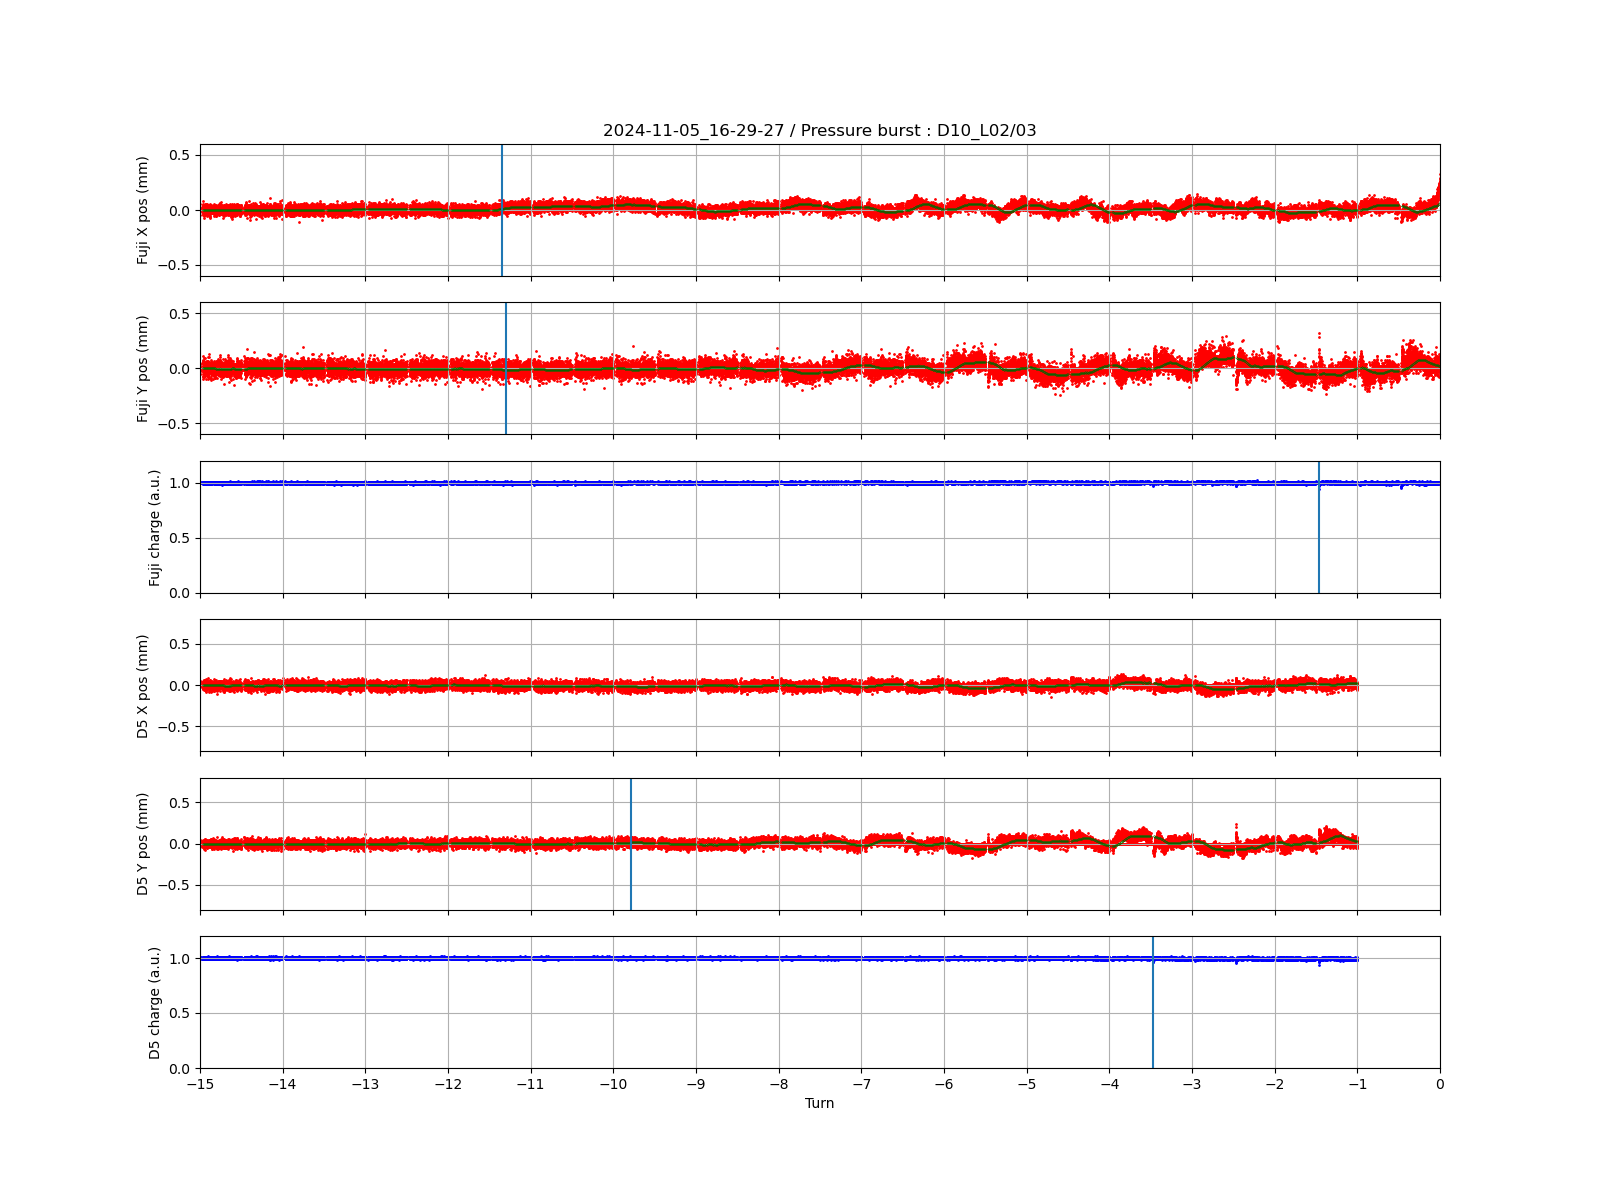 2024-11-05_16-29-27 / Pressure burst : D10_L02/03
Fuji X pos (mm)
0.5
0.0
−0.5
Fuji Y pos (mm)
0.5
0.0
−0.5
Fuji charge (a.u.)
1.0
0.5
0.0
D5 X pos (mm)
0.5
0.0
−0.5
D5 Y pos (mm)
0.5
0.0
−0.5
D5 charge (a.u.)
1.0
0.5
0.0
−15 −14 −13 −12 −11 −10 −9 −8 −7 −6 −5 −4 −3 −2 −1 0
Turn